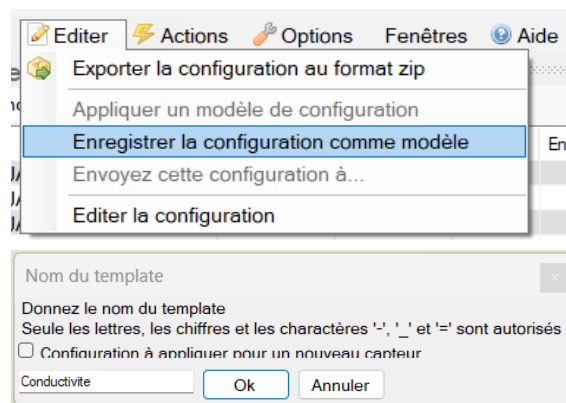 Editer Actions Options Fenêtres Aide
Exporter la configuration au format zip
Appliquer un modèle de configuration
Enregistrer la configuration comme modèle
En
Envoyez cette configuration à...
Editer la configuration
Nom du template
Donnez le nom du template
Seule les lettres, les chiffres et les charactères '-', '_' et '=' sont autorisés
Configuration à appliquer pour un nouveau capteur
Conductivite Ok Annuler